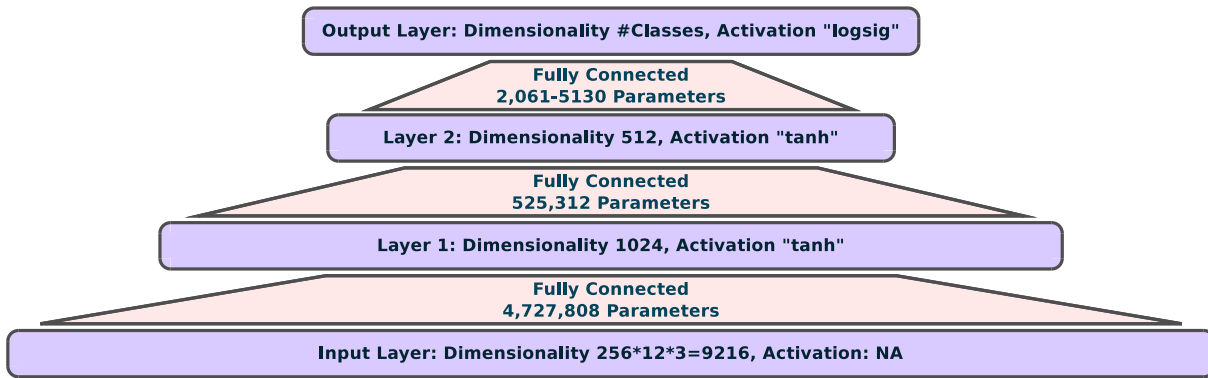 Output Layer: Dimensionality #Classes, Activation "logsig"
Fully Connected
2,061-5130 Parameters
Layer 2: Dimensionality 512, Activation "tanh"
Fully Connected
525,312 Parameters
Layer 1: Dimensionality 1024, Activation "tanh"
Fully Connected
4,727,808 Parameters
Input Layer: Dimensionality 256*12*3=9216, Activation: NA